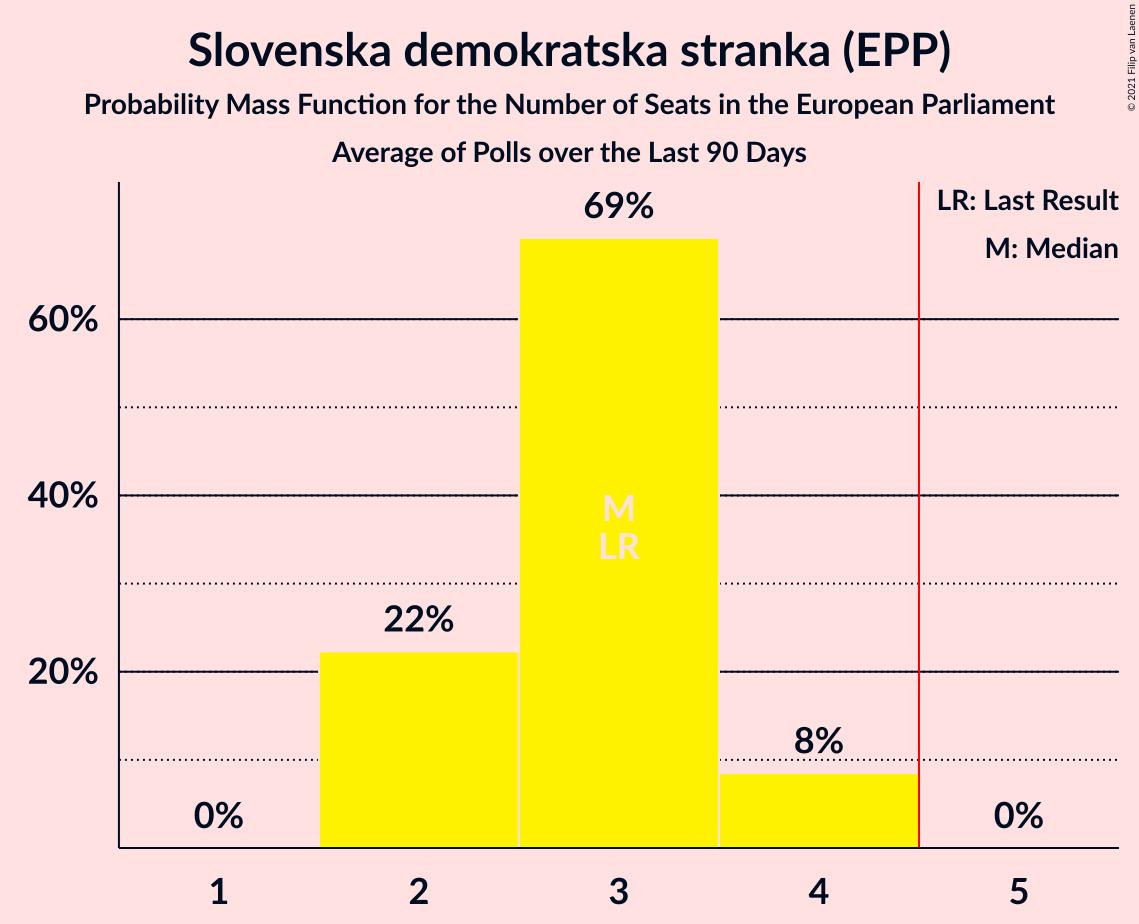 Slovenska demokratska stranka (EPP)
Probability Mass Function for the Number of Seats in the European Parliament
Average of Polls over the Last 90 Days
© 2021 Filip van Laenen
LR: Last Result
M: Median
69%
60%
40%
M
LR
22%
20%
8%
0%
0%
1 2 3 4 5